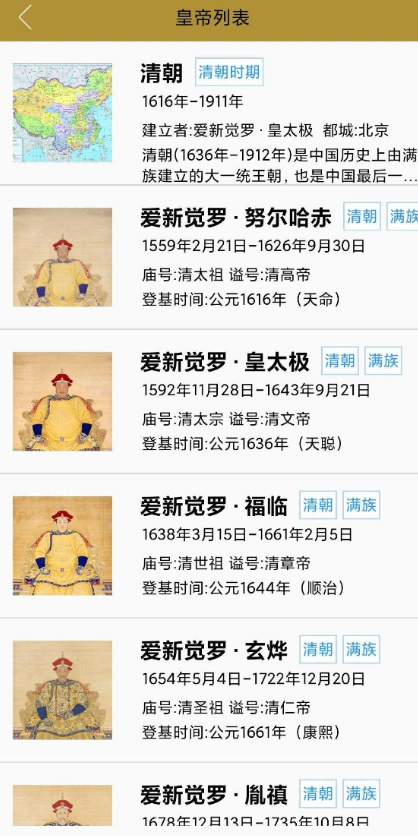 皇帝列表
清朝 清朝时期
1616年-1911年
建立者:爱新觉罗·皇太极 都城:北京
清朝(1636年-1912年)是中国历史上由满
族建立的大一统王朝, 也是中国最后一...
爱新觉罗·努尔哈赤 清朝 满族
1559年2月21日-1626年9月30日
庙号:清太祖 谥号:清高帝
登基时间:公元1616年（天命）
爱新觉罗·皇太极 清朝 满族
1592年11月28日-1643年9月21日
庙号:清太宗 谥号:清文帝
登基时间:公元1636年（天聪）
爱新觉罗·福临 清朝 满族
1638年3月15日-1661年2月5日
庙号:清世祖 谥号:清章帝
登基时间:公元1644年（顺治）
爱新觉罗·玄烨 清朝 满族
1654年5月4日-1722年12月20日
庙号:清圣祖 谥号:清仁帝
登基时间:公元1661年（康熙）
爱新觉罗·胤禛 清朝 满族
1678年12月13日-1735年10月8日